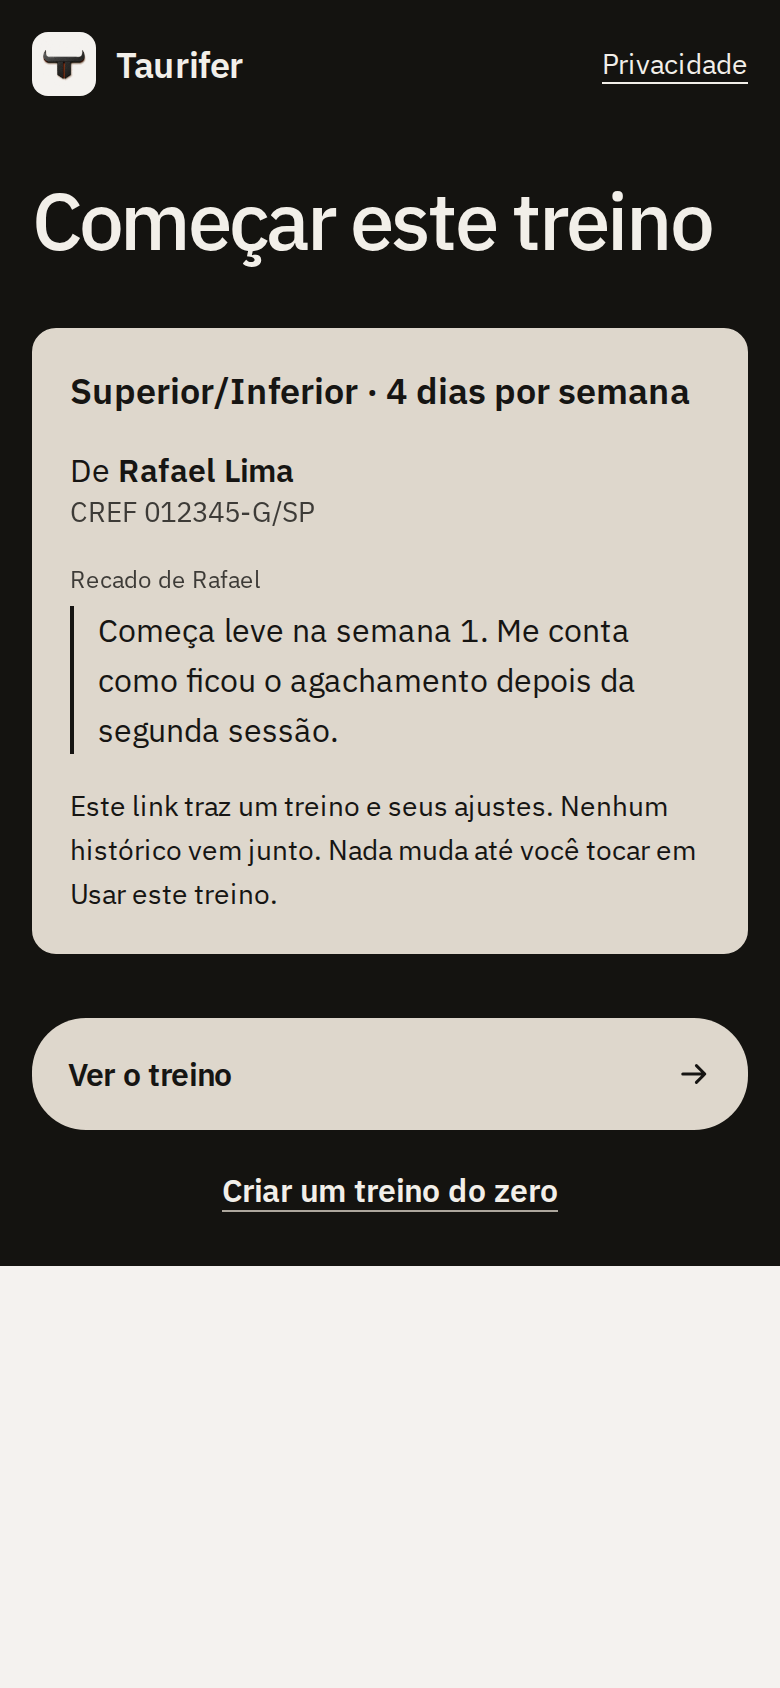 Taurifer
Privacidade
Começar este treino
Superior/Inferior · 4 dias por semana
De Rafael Lima
CREF 012345-G/SP
Recado de Rafael
Começa leve na semana 1. Me conta
como ficou o agachamento depois da
segunda sessão.
Este link traz um treino e seus ajustes. Nenhum
histórico vem junto. Nada muda até você tocar em
Usar este treino.
Ver o treino
Criar um treino do zero